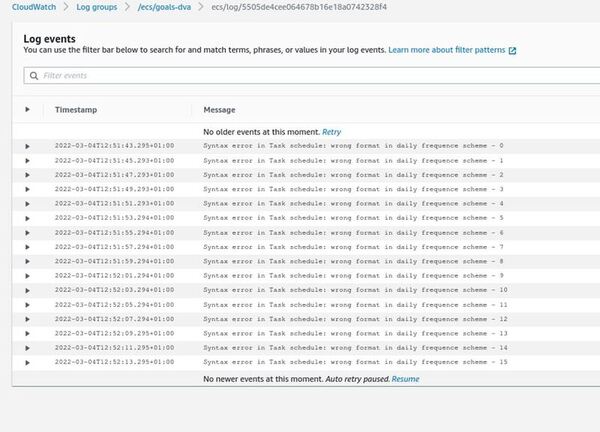 CloudWatch > Log groups > /ecs/goals-dva > ecs/log/5505de4cee064678b16e18a0742328f4
Log events
You can use the filter bar below to search for and match terms, phrases, or values in your log events. Learn more about filter patterns
Filter events
Timestamp Message
No older events at this moment. Retry
2022-03-04T12:51:43.295+01:00 Syntax error in Task schedule: wrong format in daily frequence scheme - 0
2022-03-04T12:51:45.293+01:00 Syntax error in Task schedule: wrong format in daily frequence scheme - 1
2022-03-04T12:51:47.293+01:00 Syntax error in Task schedule: wrong format in daily frequence scheme - 2
2022-03-04T12:51:49.293+01:00 Syntax error in Task schedule: wrong format in daily frequence scheme - 3
2022-03-04T12:51:51.293+01:00 Syntax error in Task schedule: wrong format in daily frequence scheme - 4
2022-03-04T12:51:53.294+01:00 Syntax error in Task schedule: wrong format in daily frequence scheme - 5
2022-03-04T12:51:55.294+01:00 Syntax error in Task schedule: wrong format in daily frequence scheme - 6
2022-03-04T12:51:57.294+01:00 Syntax error in Task schedule: wrong format in daily frequence scheme - 7
2022-03-04T12:51:59.294+01:00 Syntax error in Task schedule: wrong format in daily frequence scheme - 8
2022-03-04T12:52:01.294+01:00 Syntax error in Task schedule: wrong format in daily frequence scheme - 9
2022-03-04T12:52:03.294+01:00 Syntax error in Task schedule: wrong format in daily frequence scheme - 10
2022-03-04T12:52:05.294+01:00 Syntax error in Task schedule: wrong format in daily frequence scheme - 11
2022-03-04T12:52:07.294+01:00 Syntax error in Task schedule: wrong format in daily frequence scheme - 12
2022-03-04T12:52:09.295+01:00 Syntax error in Task schedule: wrong format in daily frequence scheme - 13
2022-03-04T12:52:11.295+01:00 Syntax error in Task schedule: wrong format in daily frequence scheme - 14
2022-03-04T12:52:13.295+01:00 Syntax error in Task schedule: wrong format in daily frequence scheme - 15
No newer events at this moment. Auto retry paused. Resume